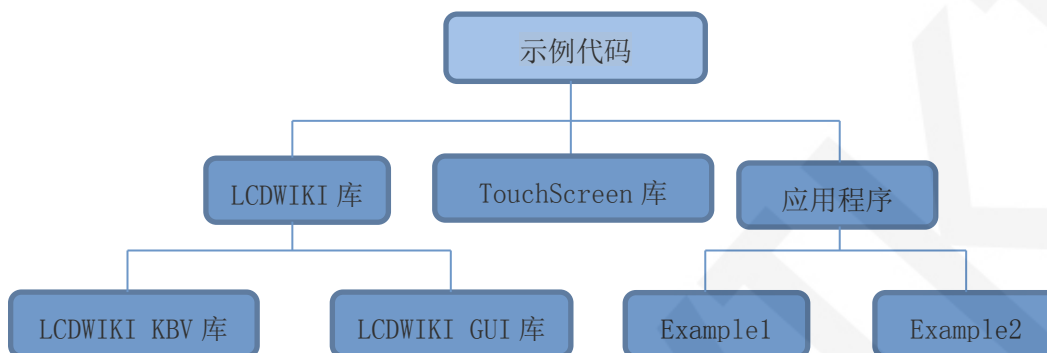 示例代码
LCDWIKI 库
TouchScreen 库
应用程序
LCDWIKI KBV 库
LCDWIKI GUI 库
Example1
Example2